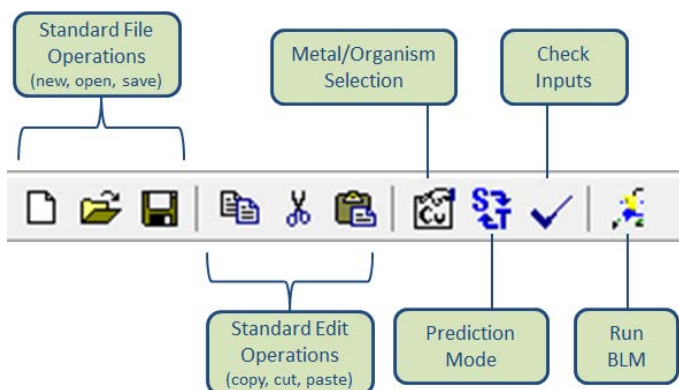 Standard File
Operations
(new, open, save)
Metal/Organism
Selection
Check
Inputs
Cu
S
T
Standard Edit
Operations
(copy, cut, paste)
Prediction
Mode
Run
BLM